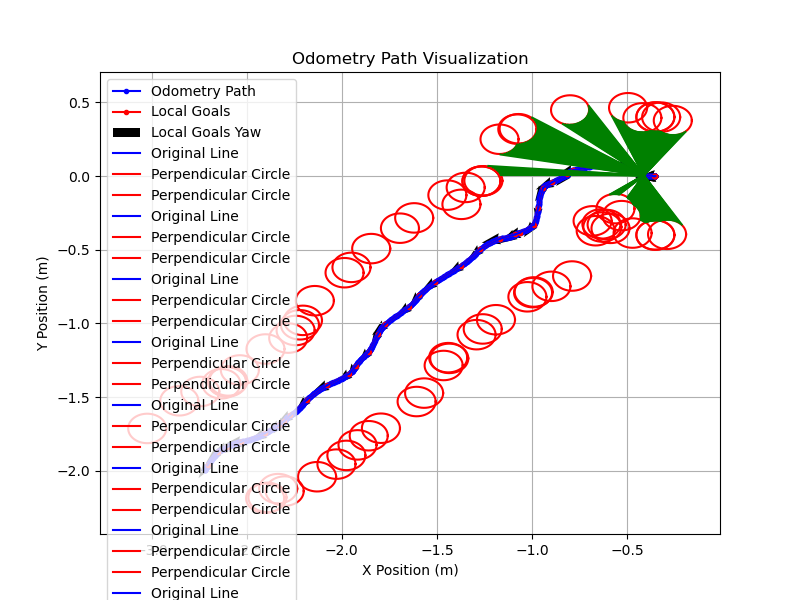 Odometry Path Visualization
Y Position (m)
0.5
0.0
−0.5
−1.0
−1.5
−2.0
Odometry Path
Local Goals
Local Goals Yaw
Original Line
Perpendicular Circle
Perpendicular Circle
Original Line
Perpendicular Circle
Perpendicular Circle
Original Line
Perpendicular Circle
Perpendicular Circle
Original Line
Perpendicular Circle
Perpendicular Circle
Original Line
Perpendicular Circle
Perpendicular Circle
Original Line
Perpendicular Circle
Perpendicular Circle
Original Line
Perpendicular Circle
Perpendicular Circle
Original Line
−2.0 −1.5 −1.0 −0.5
X Position (m)